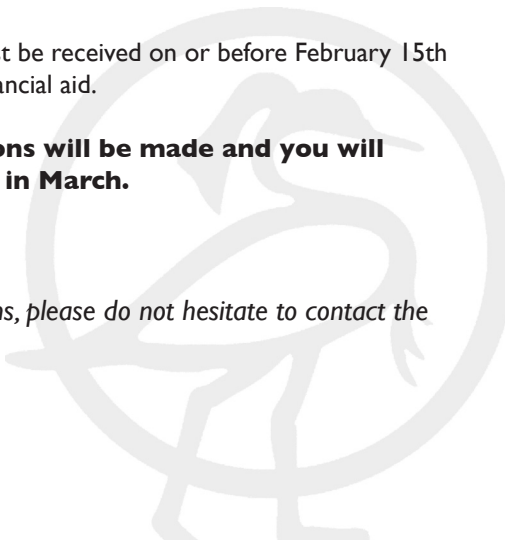 be received on or before February 15th
ancial aid.
ons will be made and you will
in March.
ns, please do not hesitate to contact the